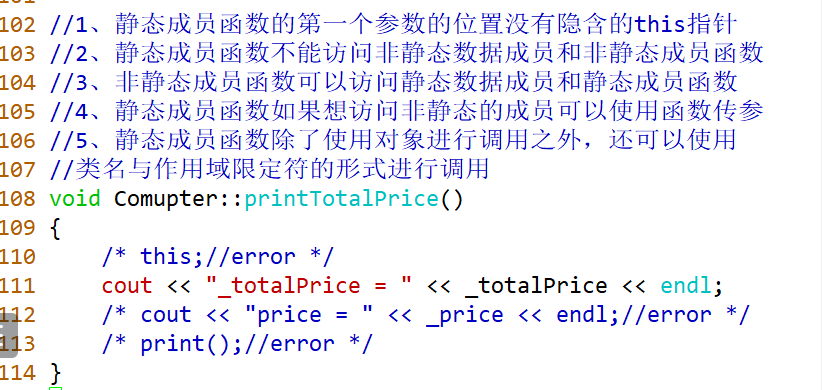 102 //1、静态成员函数的第一个参数的位置没有隐含的this指针
103 //2、静态成员函数不能访问非静态数据成员和非静态成员函数
104 //3、非静态成员函数可以访问静态数据成员和静态成员函数
105 //4、静态成员函数如果想访问非静态的成员可以使用函数传参
106 //5、静态成员函数除了使用对象进行调用之外，还可以使用
107 //类名与作用域限定符的形式进行调用
108 void Comupter::printTotalPrice()
109 {
110     /* this;//error */
111     cout << "_totalPrice = " << _totalPrice << endl;
112     /* cout << "price = " << _price << endl;//error */
113     /* print();//error */
114 }